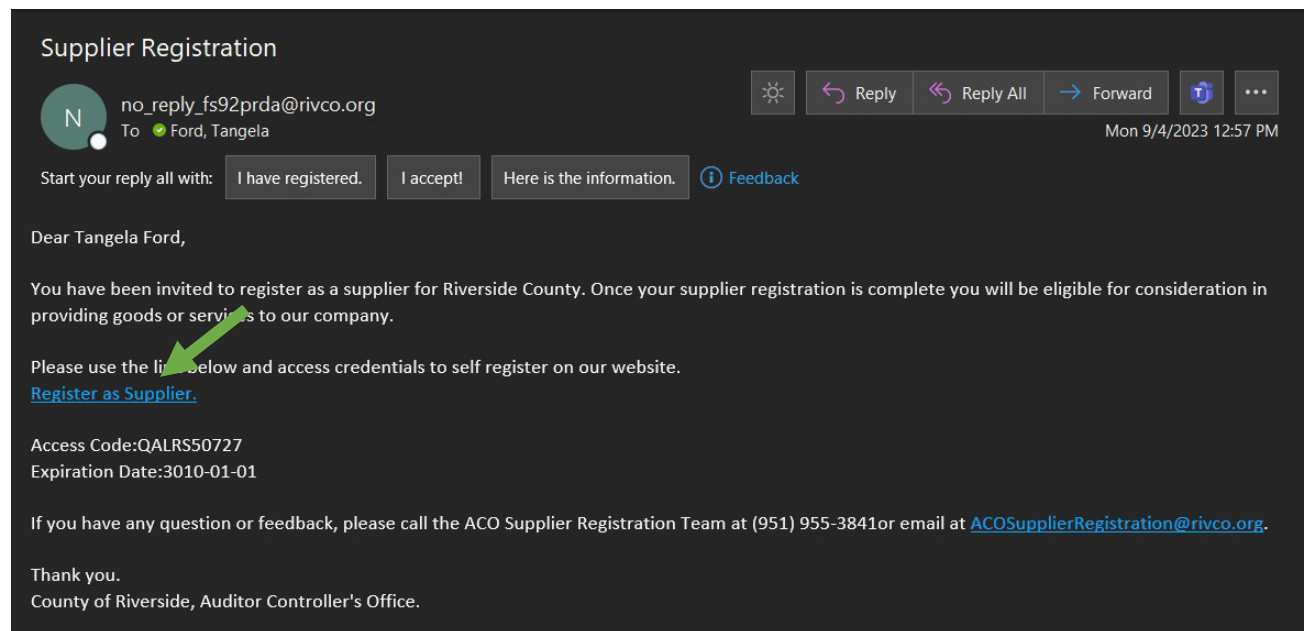 Supplier Registration
N
no_reply_fs92prda@rivco.org
To Ford, Tangela
Reply
Reply All
Forward
Mon 9/4/2023 12:57 PM
Start your reply all with: I have registered. I accept! Here is the information. Feedback
Dear Tangela Ford,
You have been invited to register as a supplier for Riverside County. Once your supplier registration is complete you will be eligible for consideration in
providing goods or services to our company.
Please use the link below and access credentials to self register on our website.
Register as Supplier.
Access Code:QALRS50727
Expiration Date:3010-01-01
If you have any question or feedback, please call the ACO Supplier Registration Team at (951) 955-3841or email at ACOSupplierRegistration@rivco.org.
Thank you.
County of Riverside, Auditor Controller's Office.